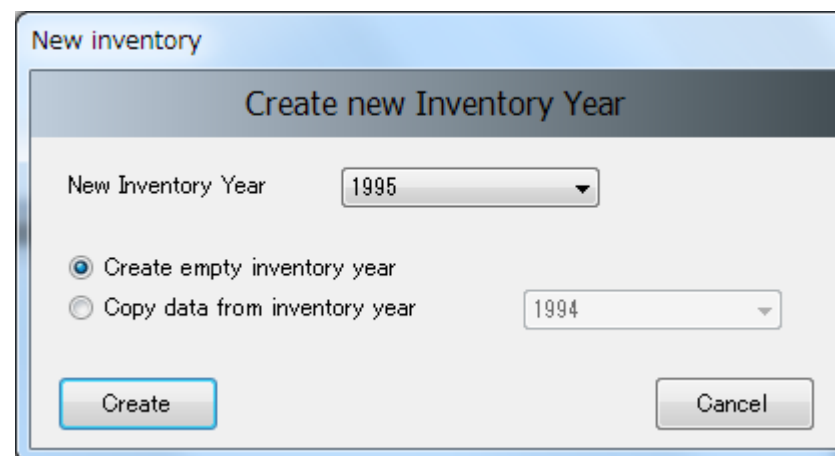 New inventory
Create new Inventory Year
New Inventory Year 1995
Create empty inventory year
Copy data from inventory year 1994
Create Cancel